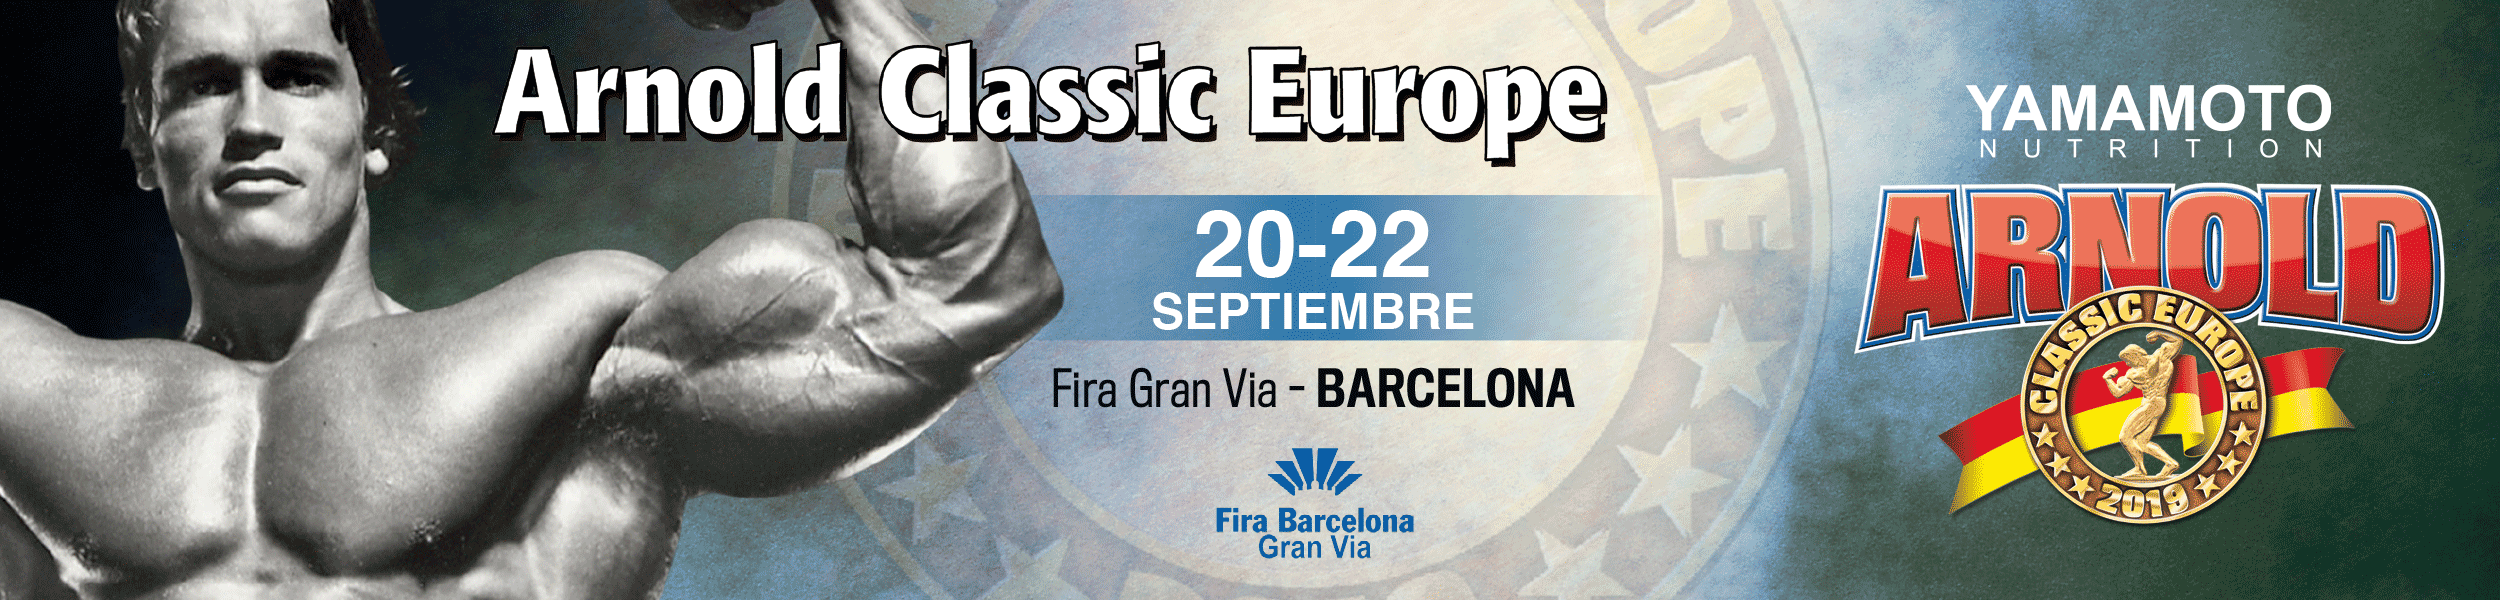 Arnold Classic Europe
20-22
SEPTIEMBRE
Fira Gran Via - BARCELONA
Fira Barcelona
Gran Via
YAMAMOTO
NUTRITION
ARNOLD
CLASSIC EUROPE
2019
OPE